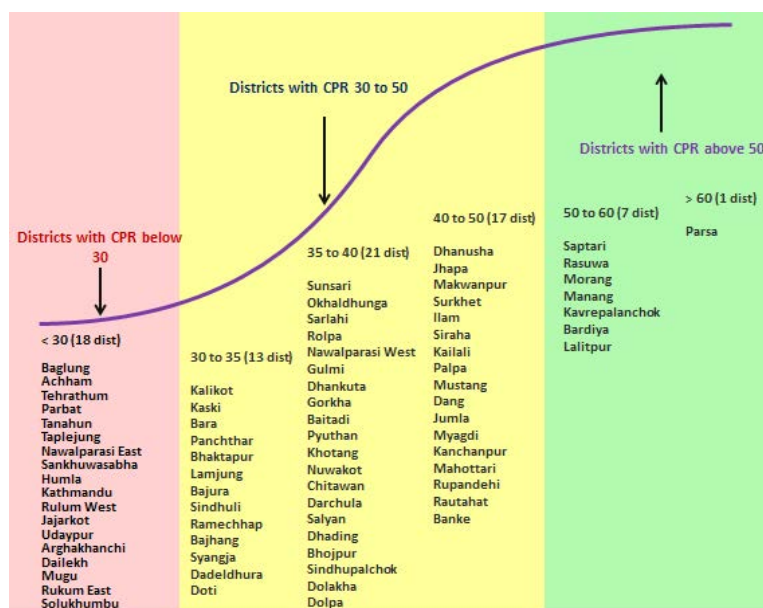 Districts with CPR 30 to 50
Districts with CPR above 50
Districts with CPR below
30
< 30 (18 dist)
Baglung
Achham
Tehrathum
Parbat
Tanahun
Taplejung
Nawalparasi East
Sankhuwasabha
Humla
Kathmandu
Rulum West
Jajarkot
Udaypur
Arghakhanchi
Dailekh
Mugu
Rukum East
Solukhumbu
30 to 35 (13 dist)
Kalikot
Kaski
Bara
Panchthar
Bhaktapur
Lamjung
Bajura
Sindhuli
Ramechhap
Bajhang
Syangja
Dadeldhura
Doti
35 to 40 (21 dist)
Sunsari
Okhaldhunga
Sarlahi
Rolpa
Nawalparasi West
Gulmi
Dhankuta
Gorkha
Baitadi
Pyuthan
Khotang
Nuwakot
Chitawan
Darchula
Salyan
Dhading
Bhojpur
Sindhupalchok
Dolakha
Dolpa
40 to 50 (17 dist)
Dhanusha
Jhapa
Makwanpur
Surkhet
Ilam
Siraha
Kailali
Palpa
Mustang
Dang
Jumla
Myagdi
Kanchanpur
Mahottari
Rupandehi
Rautahat
Banke
50 to 60 (7 dist)
Saptari
Rasuwa
Morang
Manang
Kavrepalanchok
Bardiya
Lalitpur
> 60 (1 dist)
Parsa